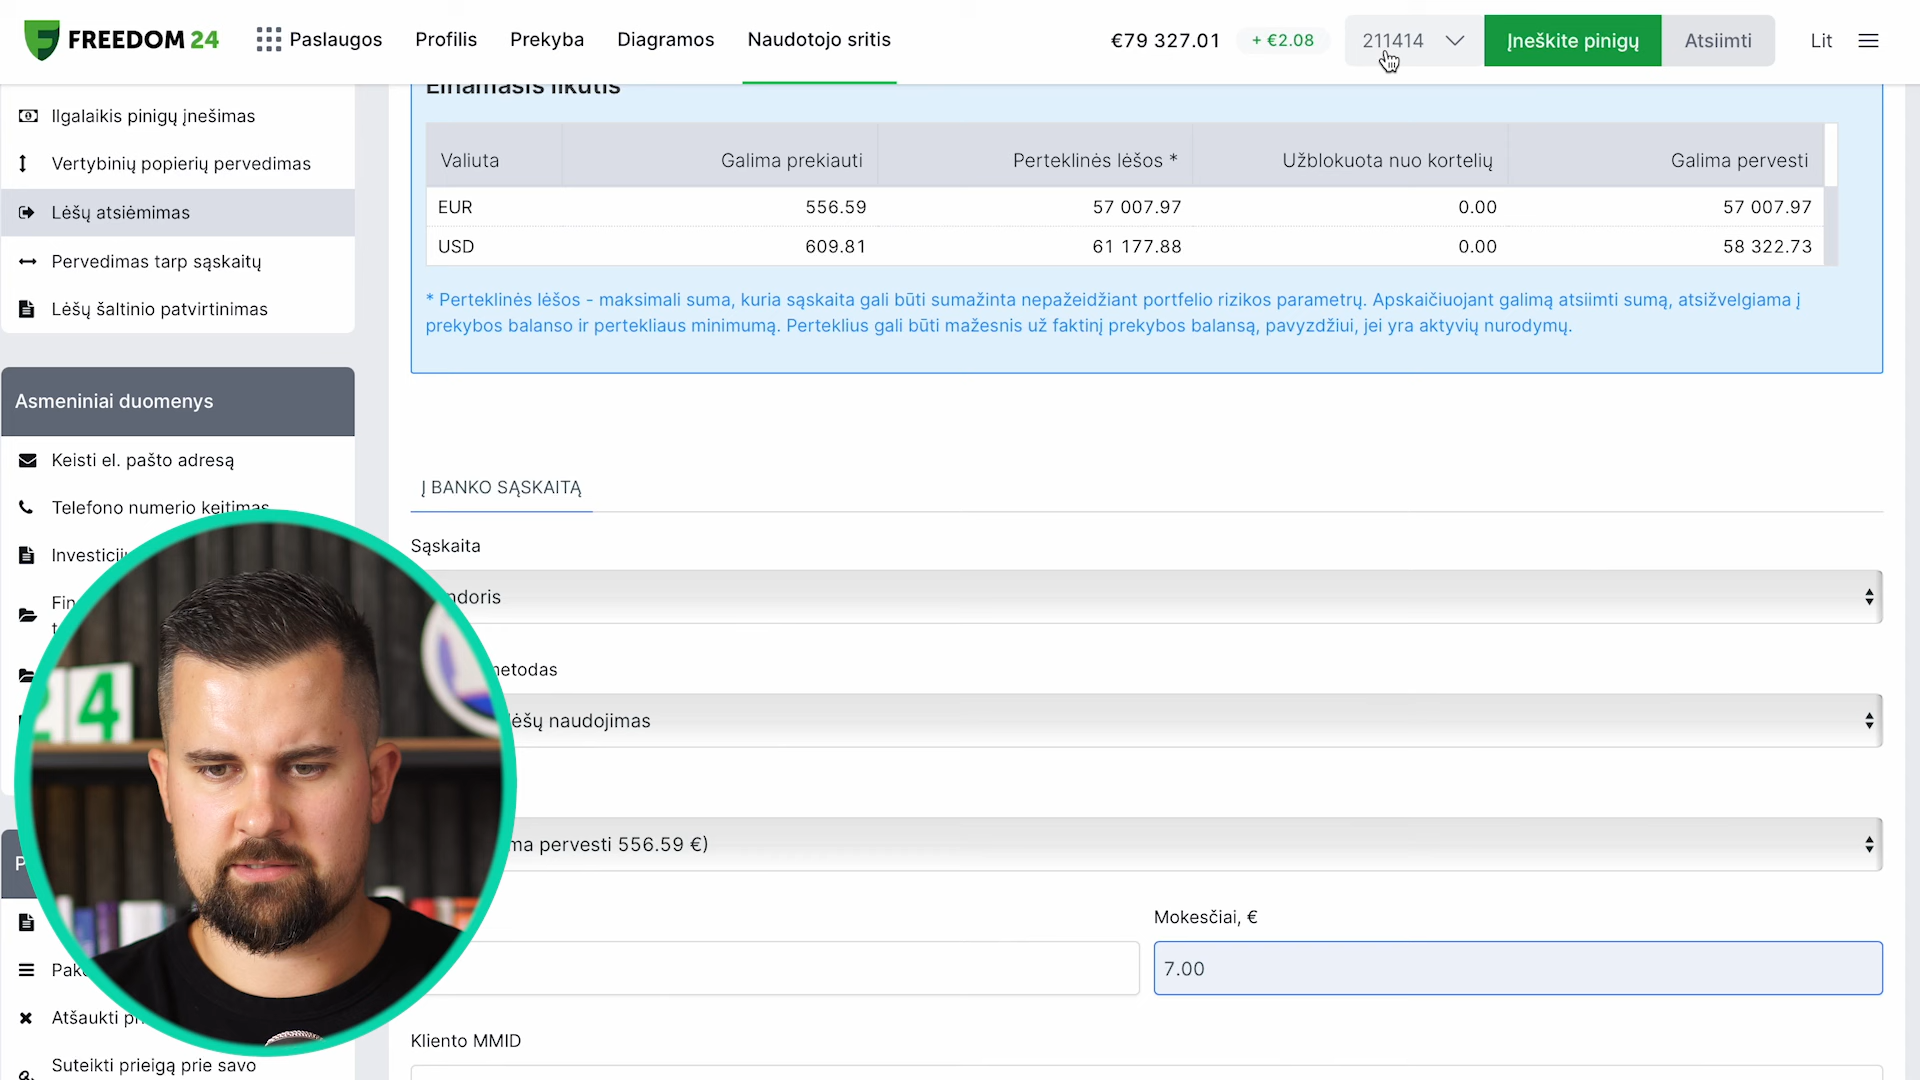 FREEDOM 24 Paslaugos Profilis Prekyba Diagramos Naudotojo sritis €79 327.01 + €2.08 211414 Įneškite pinigų Atsiimti Lit
Ilgalaikis pinigų įnešimas
Vertybinių popierių pervedimas
Lėšų atsiėmimas
Pervedimas tarp sąskaitų
Lėšų šaltinio patvirtinimas
Asmeniniai duomenys
Keisti el. pašto adresą
Telefono numerio keitimas
Suteikti prieigą prie savo
Einamasis likutis
Valiuta Galima prekiauti Perteklinės lėšos * Užblokuota nuo kortelių Galima pervesti
EUR 556.59 57 007.97 0.00 57 007.97
USD 609.81 61 177.88 0.00 58 322.73
* Perteklinės lėšos - maksimali suma, kuria sąskaita gali būti sumažinta nepažeidžiant portfelio rizikos parametrų. Apskaičiuojant galimą atsiimti sumą, atsižvelgiama į
prekybos balanso ir pertekliaus minimumą. Perteklius gali būti mažesnis už faktinį prekybos balansą, pavyzdžiui, jei yra aktyvių nurodymų.
Į BANKO SĄSKAITĄ
Sąskaita
lėšų naudojimas
pervesti 556.59 €)
Mokesčiai, €
7.00
Kliento MMID
24